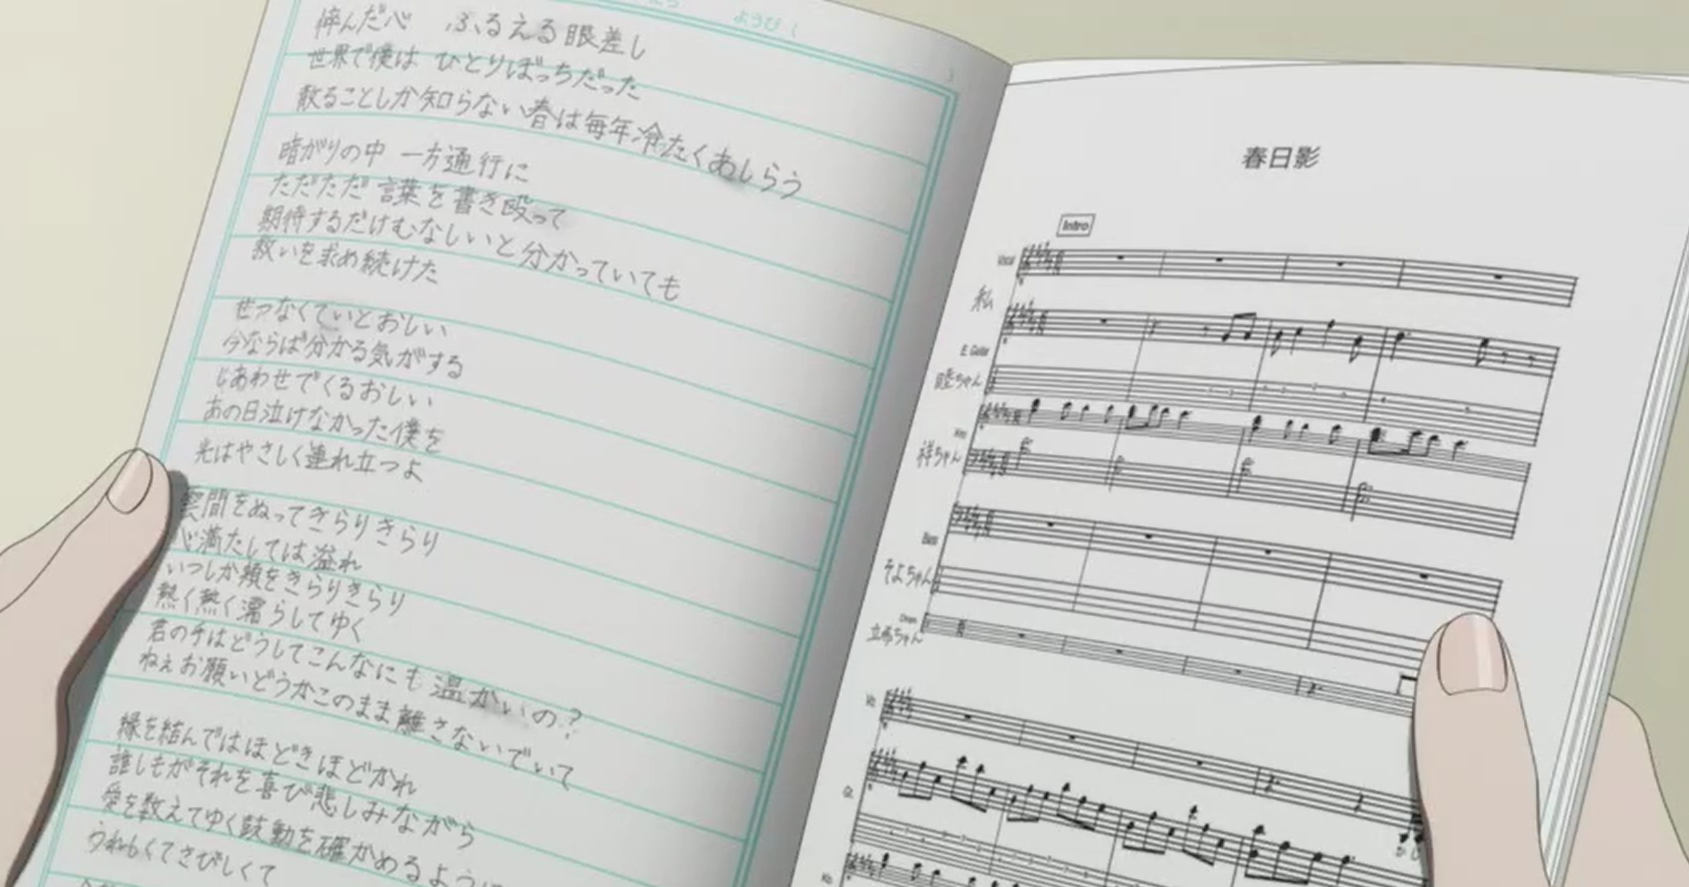 ようび
悴んだ心 ふるえる眼差し
世界で僕は ひとりぼっちだった
散ることしか知らない春は毎年冷たくあしらう
暗がりの中 一方通行に
ただただ 言葉を書き殴って
期待するだけむなしいと分かっていても
救いを求め続けた
せつなくていとおしい
今ならば分かる気がする
しあわせでくるおしい
あの日泣けなかった僕を
光はやさしく連れ立つよ
雲間をぬってきらりきらり
心満たしては溢れ
いつしか頬をきらりきらり
熱く熱く濡らしてゆく
君の手はどうしてこんなにも温かいの？
ねぇお願いどうかこのまま離さないでいて
縁を結んではほどきほどかれ
誰しもがそれを喜び悲しみながら
愛を数えてゆく鼓動を確かめるように
うれしくてさびしくて
春日影
Intro
Vocal
私
E. Guitar
睦ちゃん
Key
祥ちゃん
Bass
そよちゃん
Drum
立希ちゃん
Vo.
Gt.
Kb.